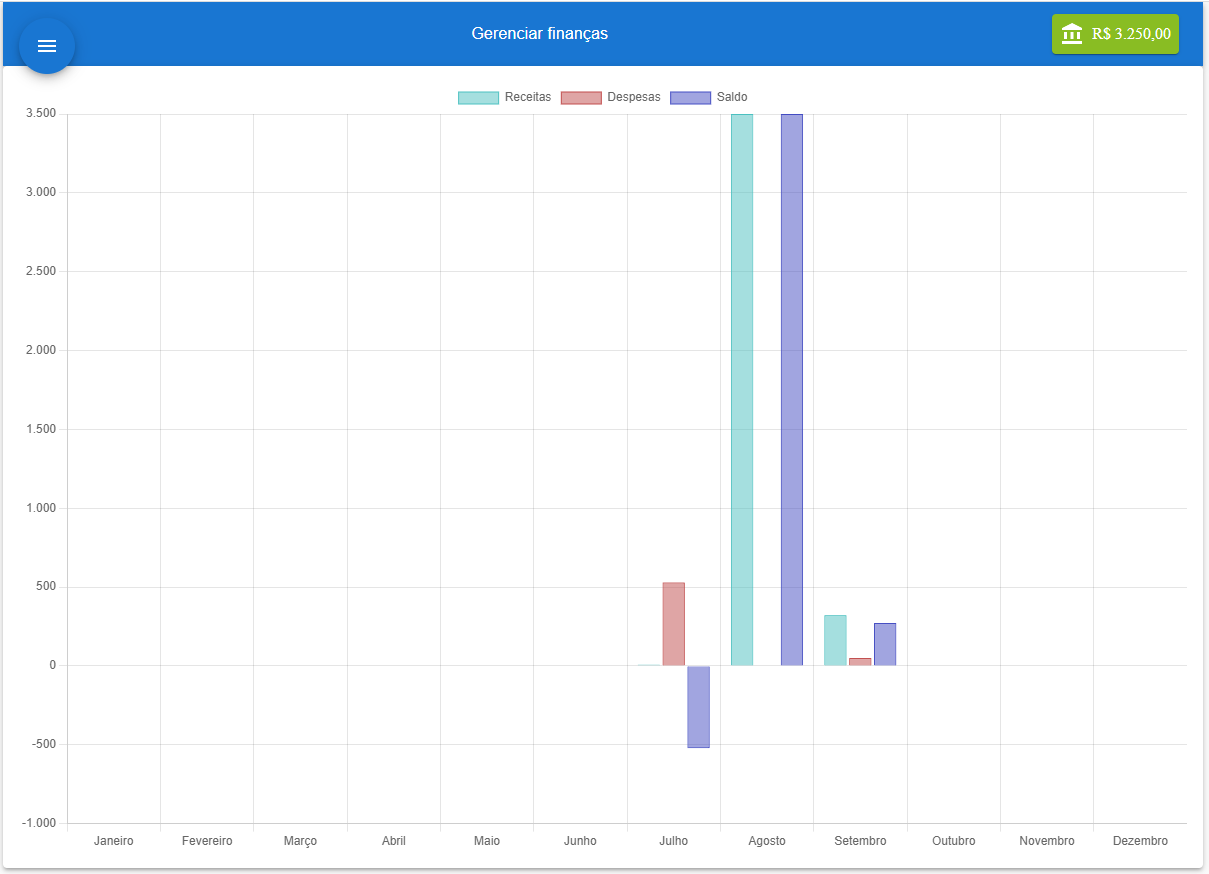 Gerenciar finanças
R$ 3.250,00
Receitas Despesas Saldo
3.500
3.000
2.500
2.000
1.500
1.000
500
0
-500
-1.000
Janeiro Fevereiro Março Abril Maio Junho Julho Agosto Setembro Outubro Novembro Dezembro